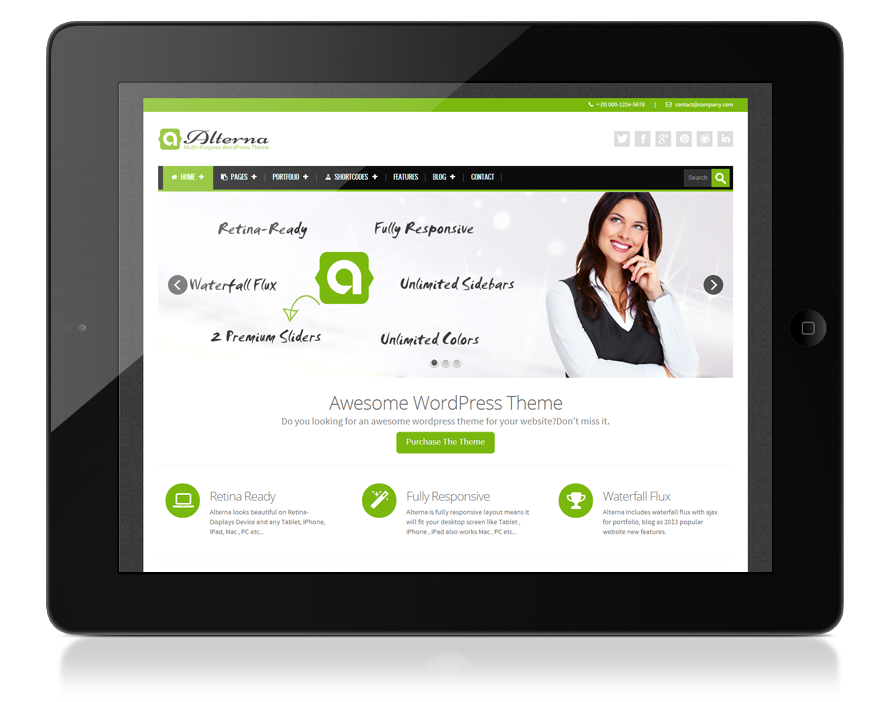 + (0) 000-1234-5678 | contact@company.com
a Alterna
Multi-Purpose WordPress Theme
HOME + PAGES + PORTFOLIO + SHORTCODES + FEATURES BLOG + CONTACT Search
Retina-Ready Fully Responsive
a
Waterfall Flux Unlimited Sidebars
2 Premium Sliders Unlimited Colors
Awesome WordPress Theme
Do you looking for an awesome wordpress theme for your website?Don't miss it.
Purchase The Theme
Retina Ready
Alterna looks beautiful on Retina-
Displays Device and any Tablet, iPhone,
iPad, Mac , PC etc...
Fully Responsive
Alterna is fully responsive layout means it
will fit your desktop screen like Tablet ,
iPhone , iPad also works Mac , PC etc...
Waterfall Flux
Alterna includes waterfall flux with ajax
for portfolio, blog as 2013 popular
website new features.